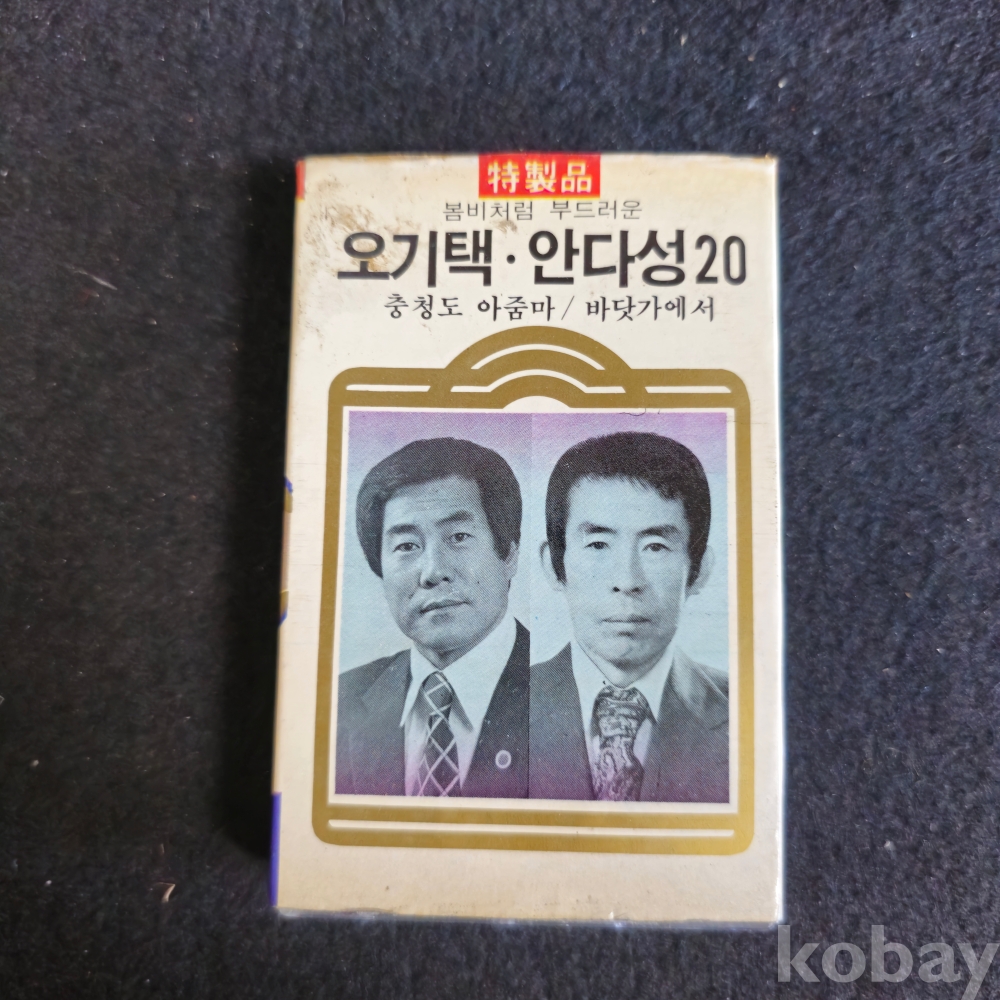 特製品
봄비처럼 부드러운
오기택·안다성20
충청도 아줌마/바닷가에서
kobay